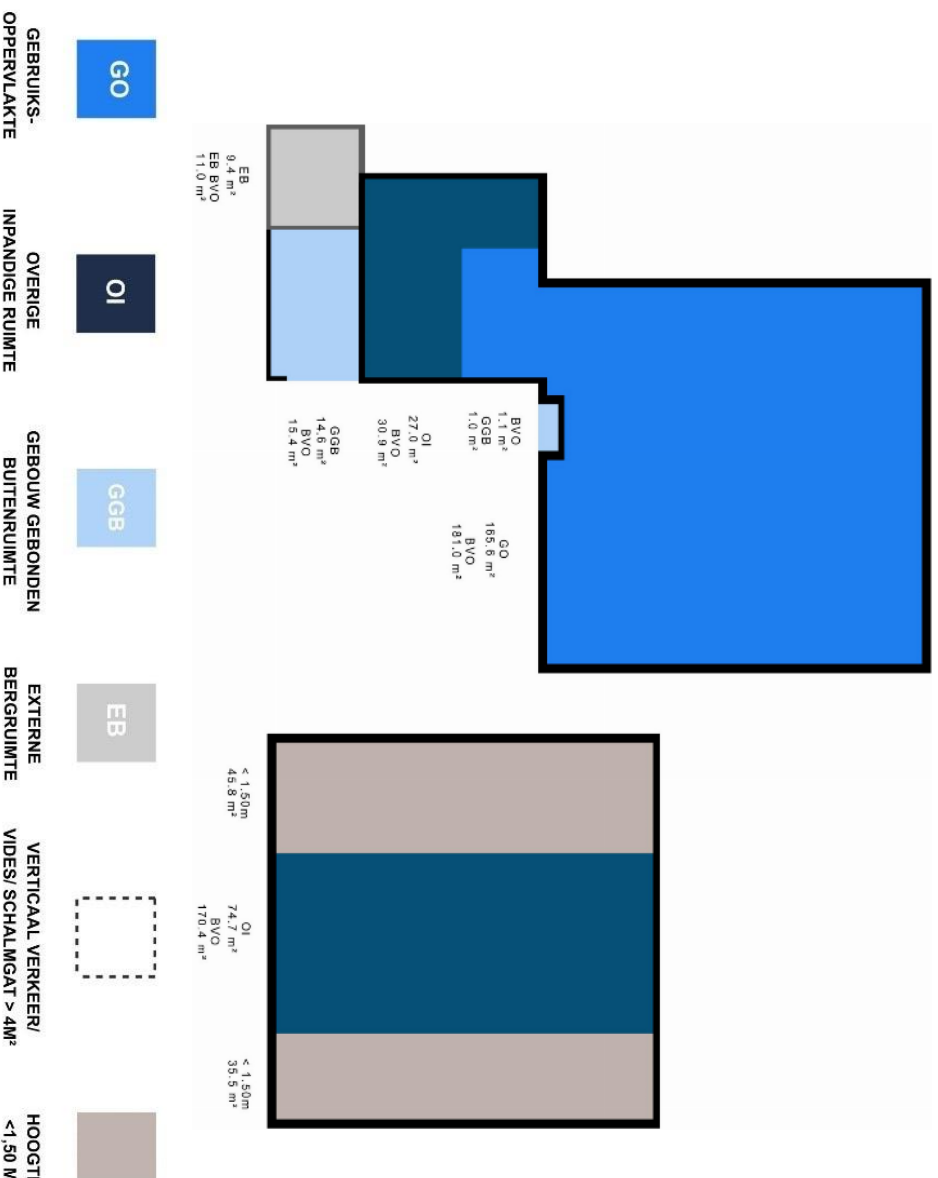 EB
9.4 m²
EB BVO
11.0 m²
BVO
1.1 m²
GGB
1.0 m²
OI
27.0 m²
BVO
30.9 m²
GGB
14.6 m²
BVO
15.4 m²
GO
165.6 m²
BVO
181.0 m²
< 1.50m
45.8 m²
OI
74.7 m²
BVO
170.4 m²
< 1.50m
35.5 m²
GO
GEBRUIKS-
OPPERVLAKTE
OI
OVERIGE
INPANDIGE RUIMTE
GGB
GEBOUW GEBONDEN
BUITENRUIMTE
EB
EXTERNE
BERGRUIMTE
VERTICAAL VERKEER/
VIDES/ SCHALMGAT > 4M²
<1,50 M